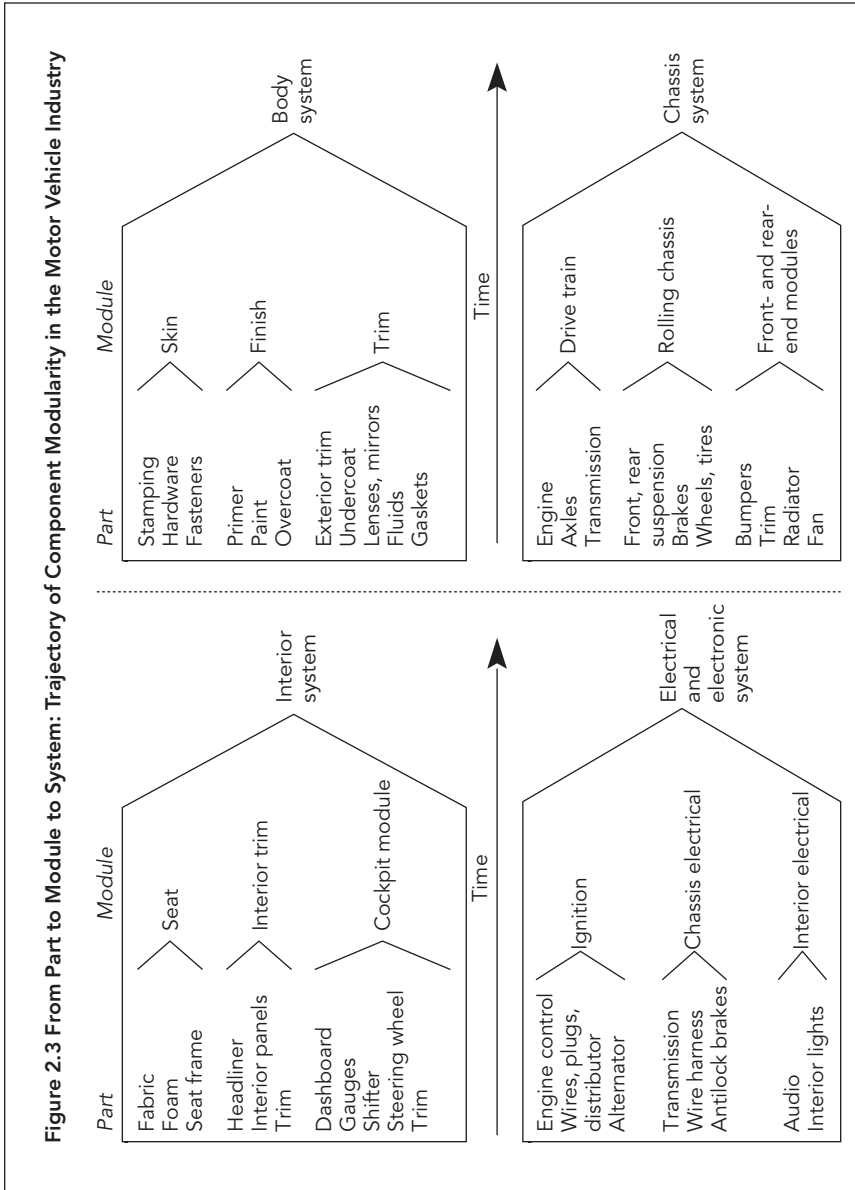 Figure 2.3 From Part to Module to System: Trajectory of Component Modularity in the Motor Vehicle Industry
Part
Module
Fabric
Foam
Seat frame
Seat
Headliner
Interior panels
Trim
Interior trim
Dashboard
Gauges
Shifter
Steering wheel
Trim
Cockpit module
Interior
system
Part
Module
Stamping
Hardware
Fasteners
Skin
Primer
Paint
Overcoat
Finish
Exterior trim
Undercoat
Lenses, mirrors
Fluids
Gaskets
Trim
Body
system
Time
Time
Engine control
Wires, plugs,
distributor
Alternator
Ignition
Transmission
Wire harness
Antilock brakes
Chassis electrical
Audio
Interior lights
Interior electrical
Electrical
and
electronic
system
Engine
Axles
Transmission
Drive train
Front, rear
suspension
Brakes
Wheels, tires
Rolling chassis
Bumpers
Trim
Radiator
Fan
Front- and rear-
end modules
Chassis
system